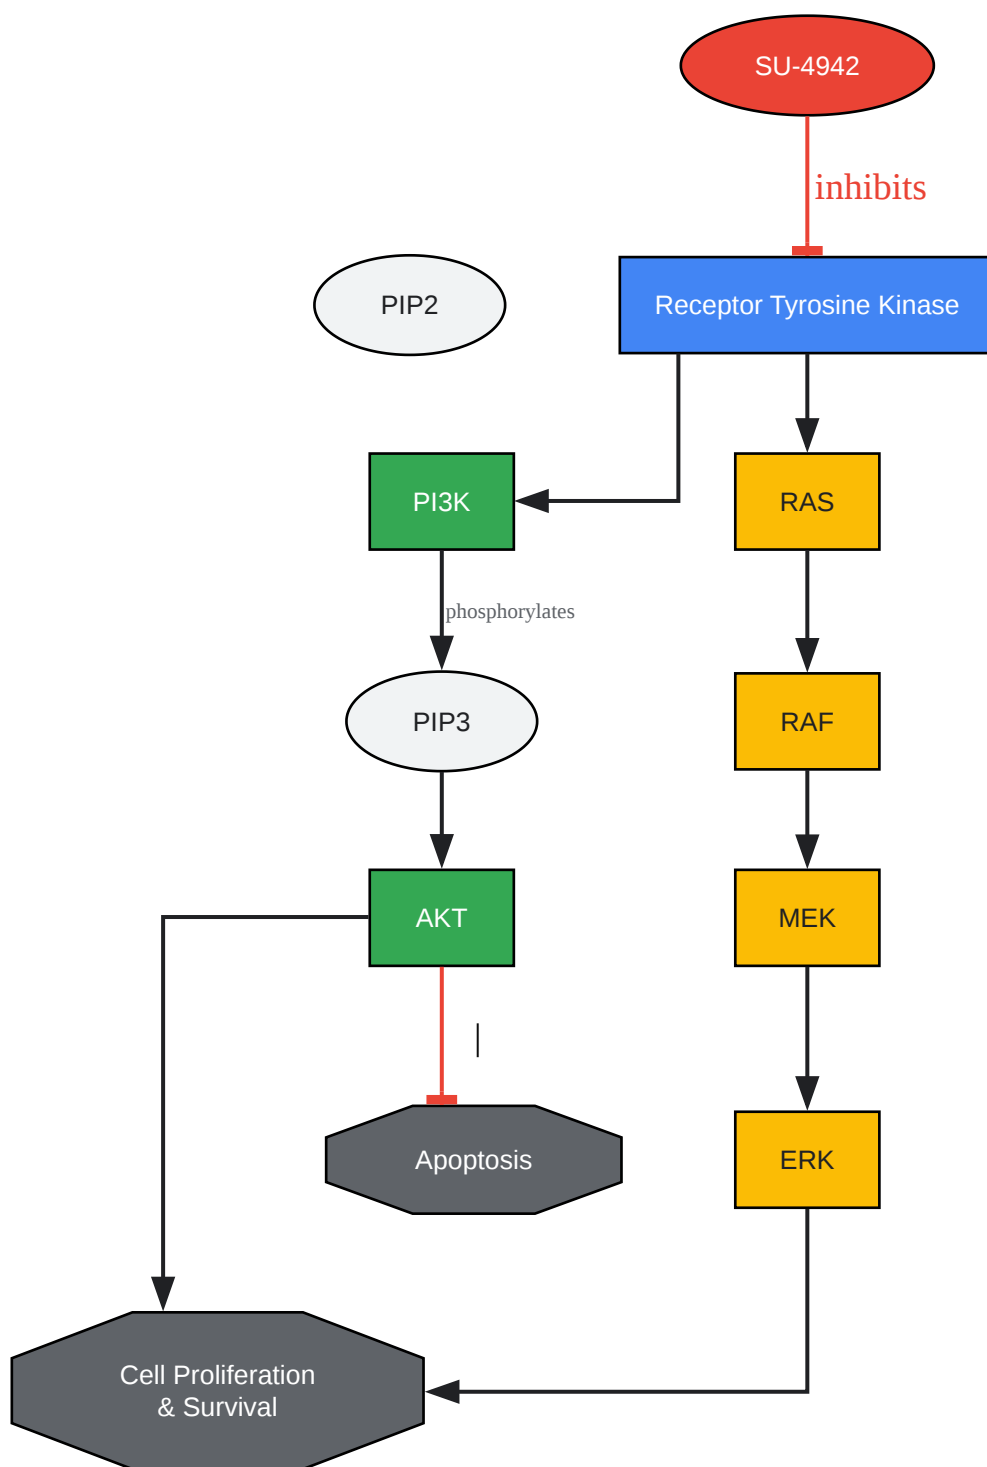 SU-4942
inhibits
PIP2
Receptor Tyrosine Kinase
PI3K
RAS
phosphorylates
PIP3
RAF
AKT
MEK
|
Apoptosis
ERK
Cell Proliferation
& Survival